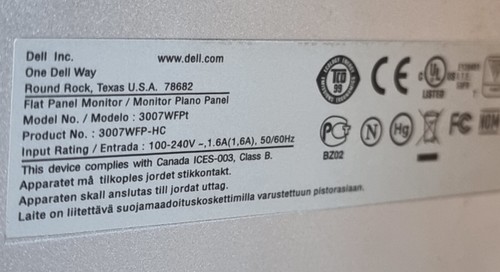 Dell Inc. www.dell.com
One Dell Way
Round Rock, Texas U.S.A. 78682
Flat Panel Monitor / Monitor Plano Panel
Model No. / Modelo : 3007WFPt
Product No. : 3007WFP-HC
Input Rating / Entrada : 100-240V ~,1.6A(1,6A), 50/60Hz
This device complies with Canada ICES-003, Class B.
Apparatet må tilkoples jordet stikkontakt.
Apparaten skall anslutas till jordat uttag.
Laite on liitettävä suojamaadoituskoskettimilla varustettuun pistorasiaan.
TCO
99
CE
UL
LISTED
PG
BZ02
N
Hg
FC